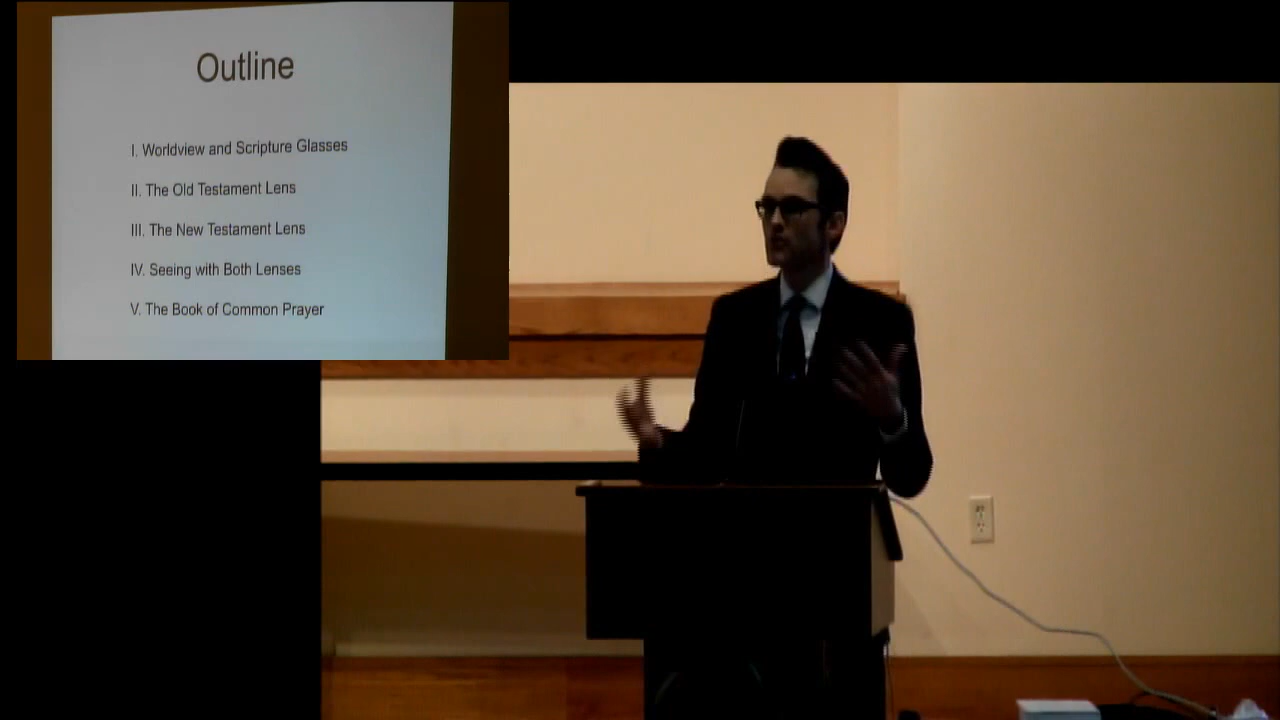 Outline
I. Worldview and Scripture Glasses
II. The Old Testament Lens
III. The New Testament Lens
IV. Seeing with Both Lenses
V. The Book of Common Prayer